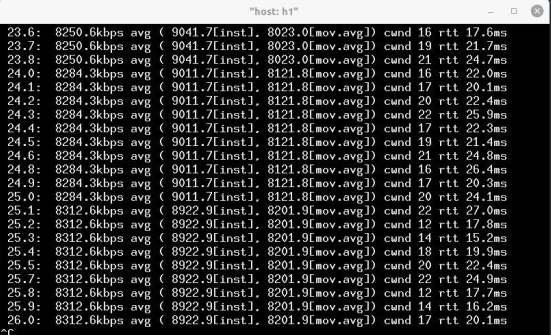 "host: h1"
23.6: 8250.6kbps avg ( 9041.7[inst], 8023.0[mov.avg]) cwnd 16 rtt 17.6ms
23.7: 8250.6kbps avg ( 9041.7[inst], 8023.0[mov.avg]) cwnd 19 rtt 21.7ms
23.8: 8250.6kbps avg ( 9041.7[inst], 8023.0[mov.avg]) cwnd 21 rtt 24.7ms
24.0: 8284.3kbps avg ( 9011.7[inst], 8121.8[mov.avg]) cwnd 16 rtt 22.0ms
24.1: 8284.3kbps avg ( 9011.7[inst], 8121.8[mov.avg]) cwnd 17 rtt 20.1ms
24.2: 8284.3kbps avg ( 9011.7[inst], 8121.8[mov.avg]) cwnd 20 rtt 22.4ms
24.3: 8284.3kbps avg ( 9011.7[inst], 8121.8[mov.avg]) cwnd 22 rtt 25.9ms
24.4: 8284.3kbps avg ( 9011.7[inst], 8121.8[mov.avg]) cwnd 17 rtt 22.3ms
24.5: 8284.3kbps avg ( 9011.7[inst], 8121.8[mov.avg]) cwnd 19 rtt 21.4ms
24.6: 8284.3kbps avg ( 9011.7[inst], 8121.8[mov.avg]) cwnd 21 rtt 24.8ms
24.8: 8284.3kbps avg ( 9011.7[inst], 8121.8[mov.avg]) cwnd 16 rtt 26.4ms
24.9: 8284.3kbps avg ( 9011.7[inst], 8121.8[mov.avg]) cwnd 17 rtt 20.3ms
25.0: 8284.3kbps avg ( 9011.7[inst], 8121.8[mov.avg]) cwnd 20 rtt 24.1ms
25.1: 8312.6kbps avg ( 8922.9[inst], 8201.9[mov.avg]) cwnd 22 rtt 27.0ms
25.2: 8312.6kbps avg ( 8922.9[inst], 8201.9[mov.avg]) cwnd 12 rtt 17.8ms
25.3: 8312.6kbps avg ( 8922.9[inst], 8201.9[mov.avg]) cwnd 14 rtt 15.2ms
25.4: 8312.6kbps avg ( 8922.9[inst], 8201.9[mov.avg]) cwnd 18 rtt 19.9ms
25.5: 8312.6kbps avg ( 8922.9[inst], 8201.9[mov.avg]) cwnd 20 rtt 22.4ms
25.7: 8312.6kbps avg ( 8922.9[inst], 8201.9[mov.avg]) cwnd 22 rtt 24.9ms
25.8: 8312.6kbps avg ( 8922.9[inst], 8201.9[mov.avg]) cwnd 12 rtt 17.7ms
25.9: 8312.6kbps avg ( 8922.9[inst], 8201.9[mov.avg]) cwnd 14 rtt 16.2ms
26.0: 8312.6kbps avg ( 8922.9[inst], 8201.9[mov.avg]) cwnd 17 rtt 20.1ms
^C